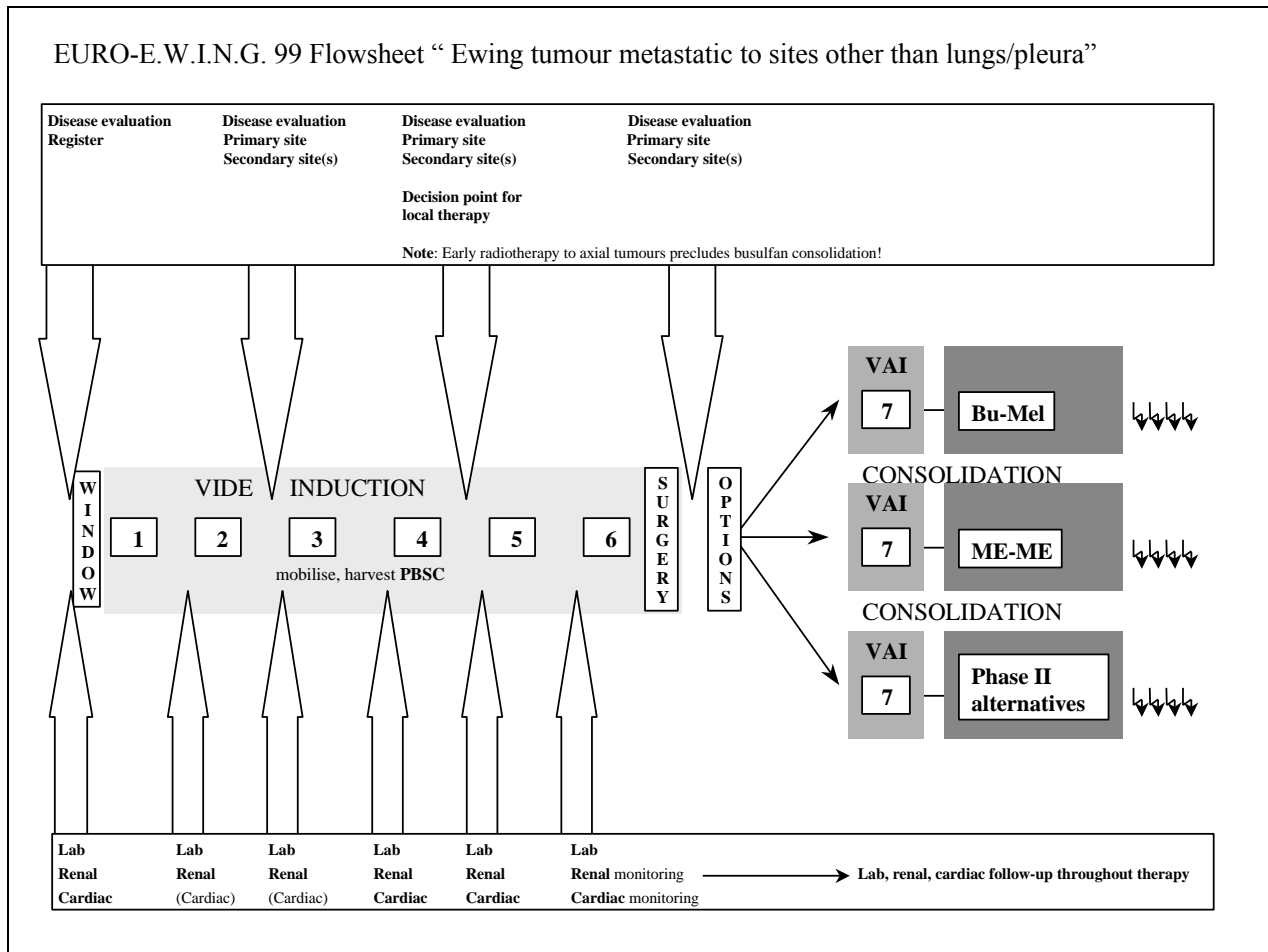 EURO-E.W.I.N.G. 99 Flowsheet “ Ewing tumour metastatic to sites other than lungs/pleura”
Disease evaluation
Register
Disease evaluation
Primary site
Secondary site(s)
Disease evaluation
Primary site
Secondary site(s)
Decision point for
local therapy
Note: Early radiotherapy to axial tumours precludes busulfan consolidation!
Disease evaluation
Primary site
Secondary site(s)
WINDOW
VIDE INDUCTION
1 2 3 4 5 6
mobilise, harvest PBSC
SURGERY
OPTIONS
VAI
7
Bu-Mel
CONSOLIDATION
VAI
7
ME-ME
CONSOLIDATION
VAI
7
Phase II
alternatives
Lab
Renal
Cardiac
Lab
Renal
(Cardiac)
Lab
Renal
(Cardiac)
Lab
Renal
Cardiac
Lab
Renal
Cardiac
Lab
Renal monitoring
Cardiac monitoring
Lab, renal, cardiac follow-up throughout therapy